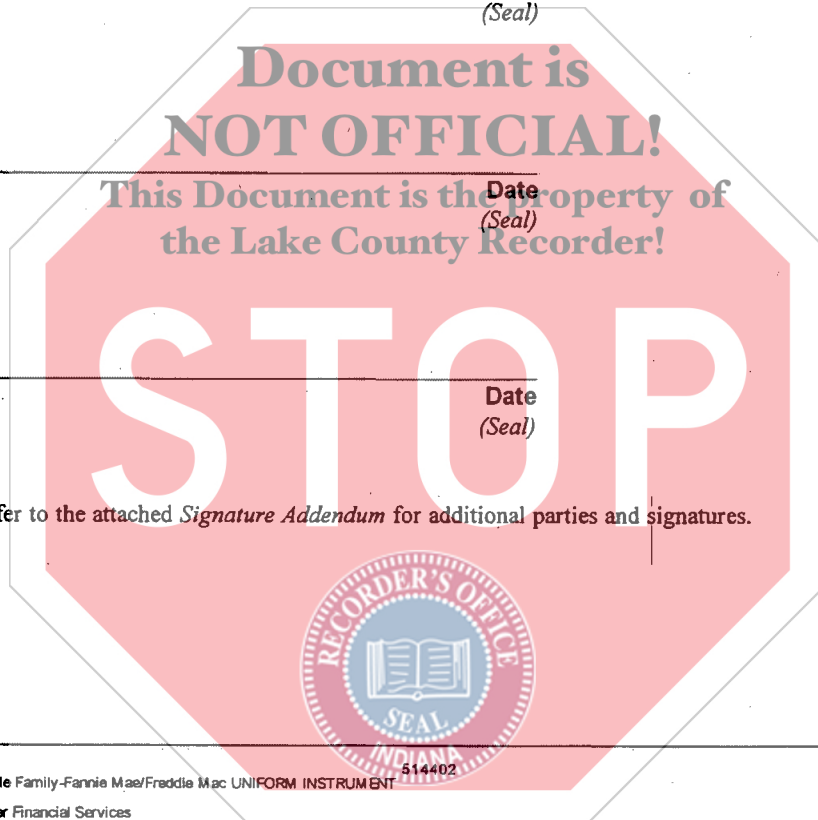 (Seal)
Document is
NOT OFFICIAL!
Date
This Document is the property of
(Seal)
the Lake County Recorder!
STOP
Date
(Seal)
to the attached Signature Addendum for additional parties and signatures.
RECORDER'S OFFICE
SEAL
INDIANA
514402
Family-Fannie Mae/Freddie Mac UNIFORM INSTRUMENT
Financial Services